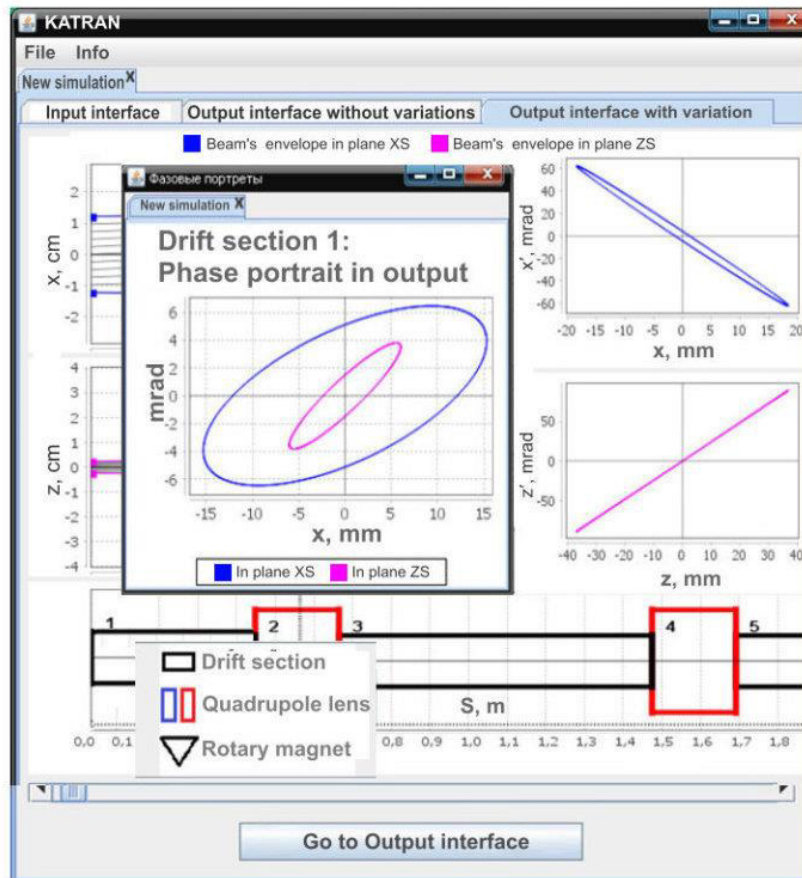 KATRAN
File Info
New simulation X
Input interface Output interface without variations Output interface with variation
Beam's envelope in plane XS Beam's envelope in plane ZS
x, cm
2
1
0
-1
-2
z, cm
4
3
2
1
0
-1
-2
-3
-4
Фазовые портреты
New simulation X
Drift section 1:
Phase portrait in output
mrad
6
4
2
0
-2
-4
-6
-15 -10 -5 0 5 10 15
x, mm
In plane XS In plane ZS
x', mrad
60
40
20
0
-20
-40
-60
-20 -15 -10 -5 0 5 10 15 20
x, mm
z', mrad
50
0
-50
-40 -30 -20 -10 0 10 20 30 40
z, mm
1 2 3 4 5
Drift section
Quadrupole lens
Rotary magnet
S, m
0,0 0,1 0,8 0,9 1,0 1,1 1,2 1,3 1,4 1,5 1,6 1,7 1,8
Go to Output interface